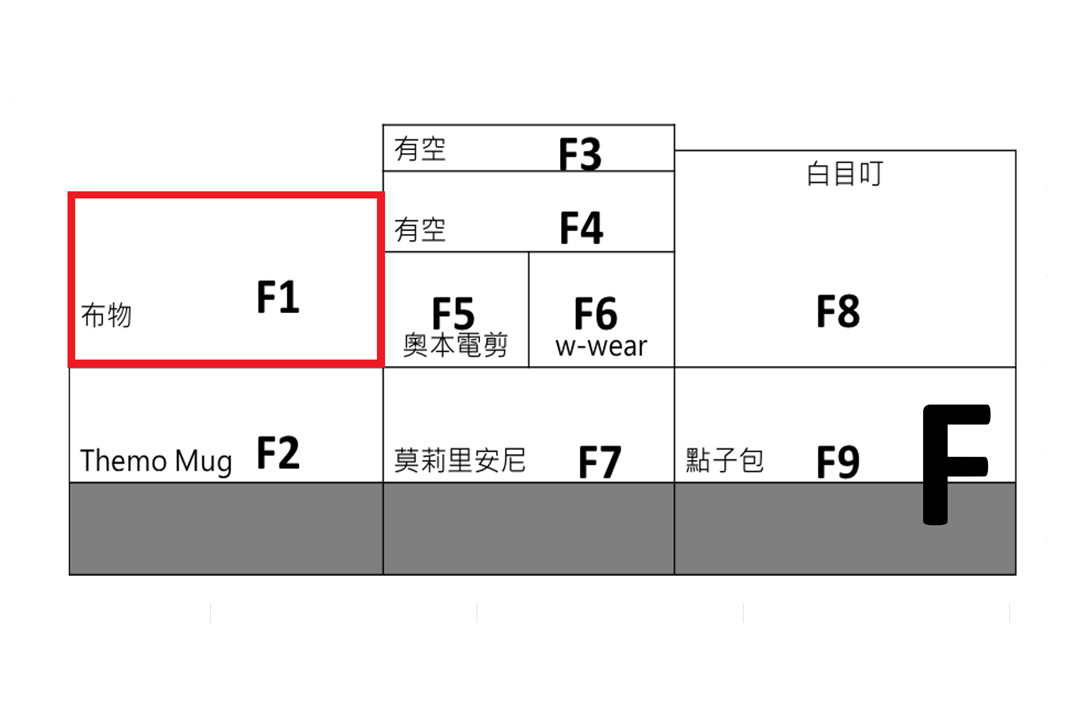 有空 F3
白目叮
有空 F4
布物 F1
F5
奧本電剪
F6
w-wear
F8
Themo Mug F2
莫莉里安尼 F7
點子包 F9
F